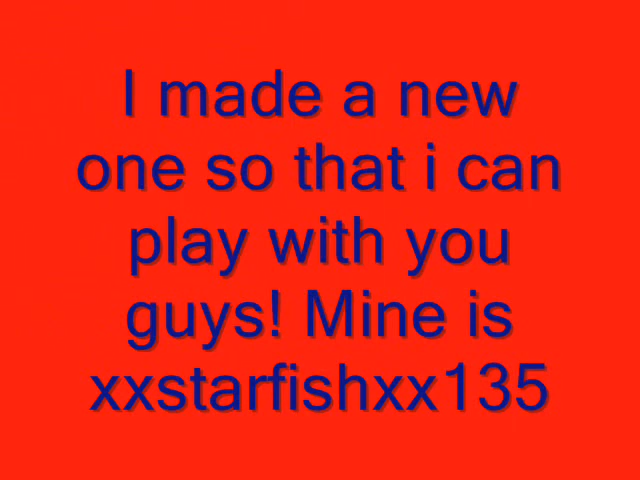 I made a new
one so that i can
play with you
guys! Mine is
xxstarfishxx135